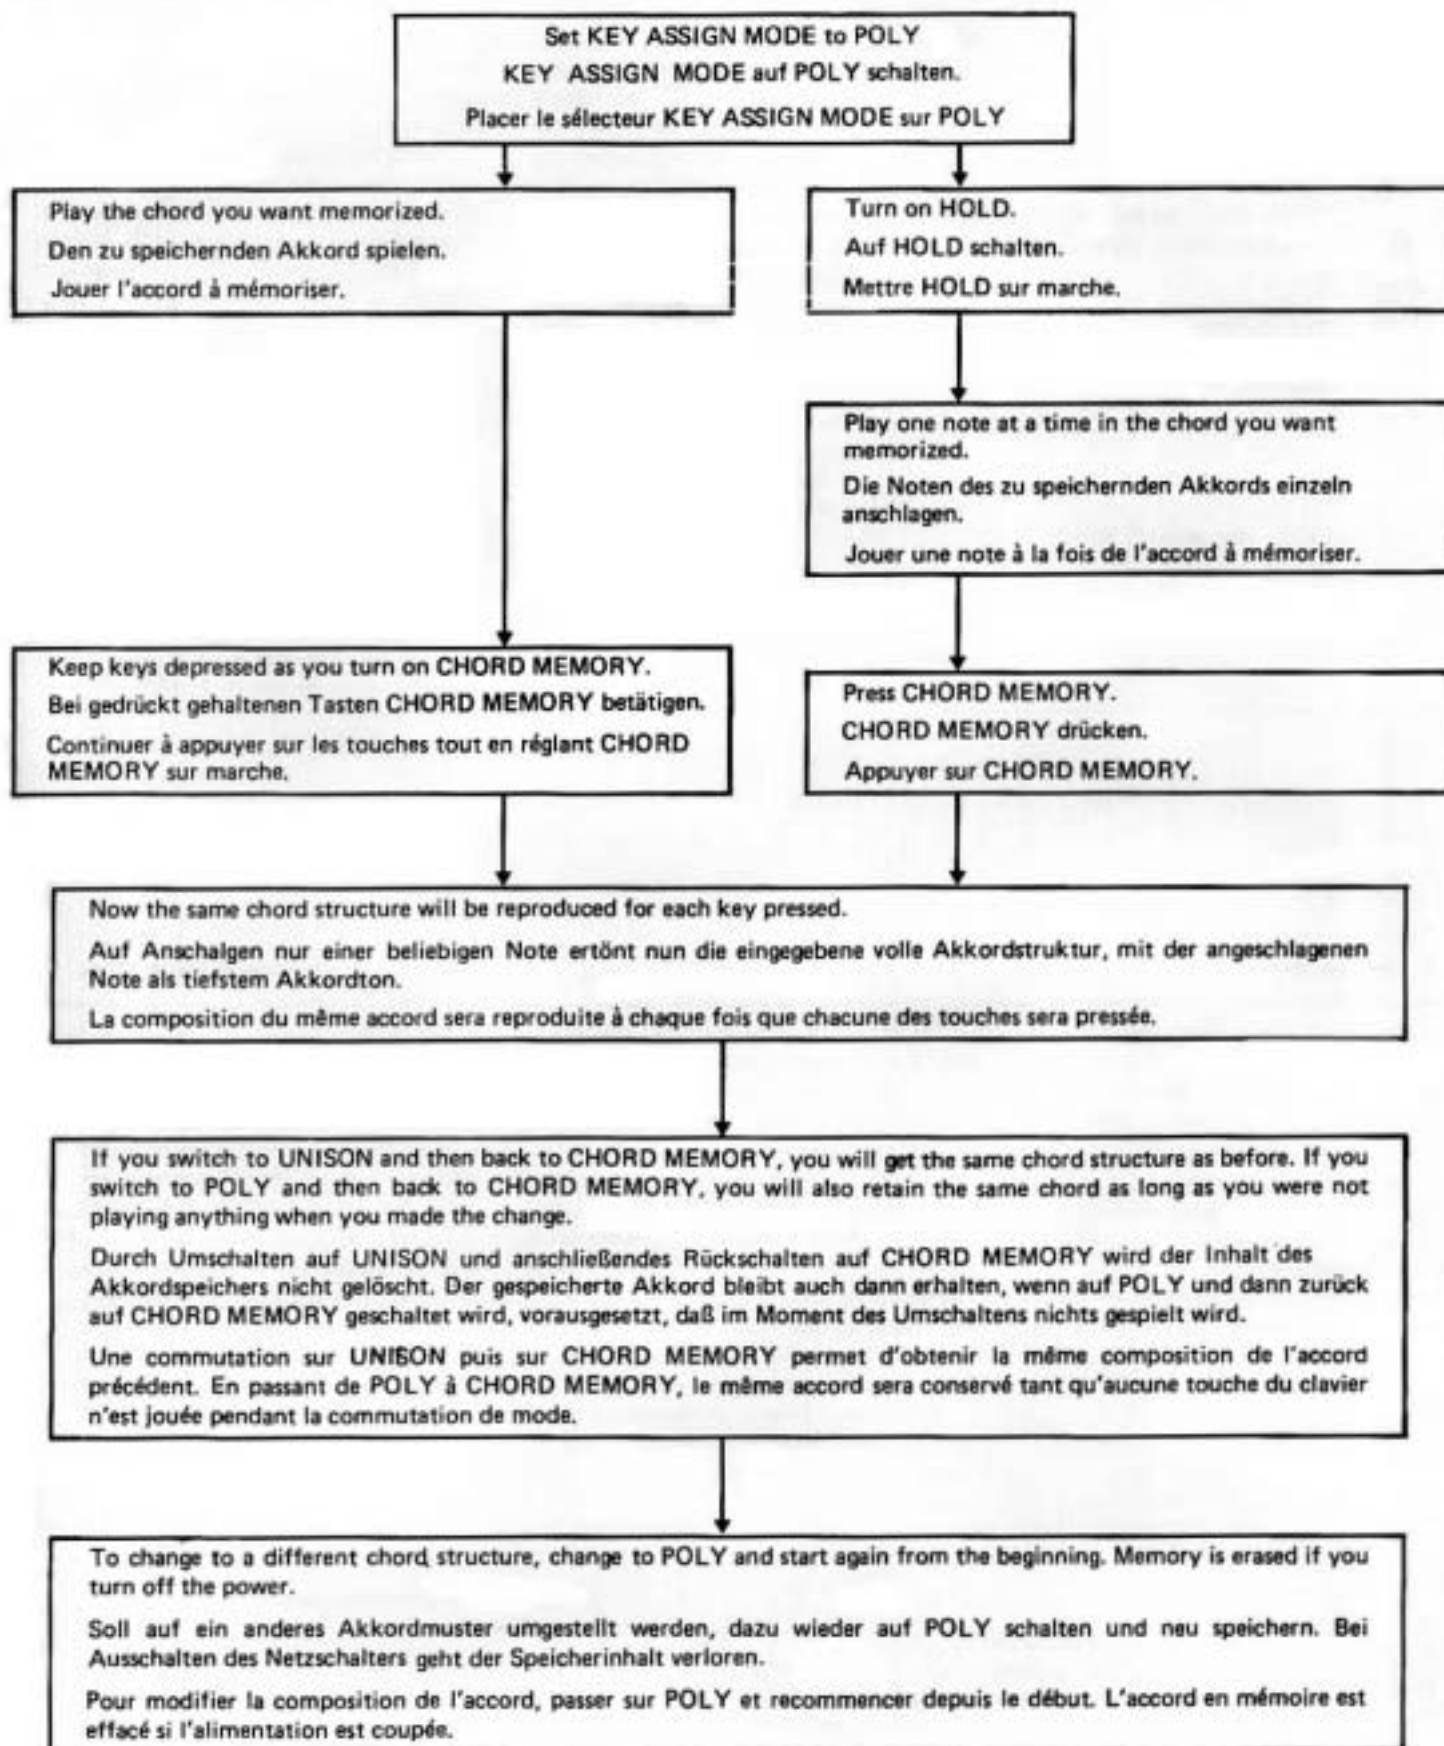 Set KEY ASSIGN MODE to POLY
KEY ASSIGN MODE auf POLY schalten.
Placer le sélecteur KEY ASSIGN MODE sur POLY
Play the chord you want memorized.
Den zu speichernden Akkord spielen.
Jouer l'accord à mémoriser.
Turn on HOLD.
Auf HOLD schalten.
Mettre HOLD sur marche.
Play one note at a time in the chord you want
memorized.
Die Noten des zu speichernden Akkords einzeln
anschlagen.
Jouer une note à la fois de l'accord à mémoriser.
Keep keys depressed as you turn on CHORD MEMORY.
Bei gedrückt gehaltenen Tasten CHORD MEMORY betätigen.
Continuer à appuyer sur les touches tout en réglant CHORD
MEMORY sur marche.
Press CHORD MEMORY.
CHORD MEMORY drücken.
Appuyer sur CHORD MEMORY.
Now the same chord structure will be reproduced for each key pressed.
Auf Anschalgen nur einer beliebigen Note ertönt nun die eingegebene volle Akkordstruktur, mit der angeschlagenen
Note als tiefstem Akkordton.
La composition du même accord sera reproduite à chaque fois que chacune des touches sera pressée.
If you switch to UNISON and then back to CHORD MEMORY, you will get the same chord structure as before. If you
switch to POLY and then back to CHORD MEMORY, you will also retain the same chord as long as you were not
playing anything when you made the change.
Durch Umschalten auf UNISON und anschließendes Rückschalten auf CHORD MEMORY wird der Inhalt des
Akkordspeichers nicht gelöscht. Der gespeicherte Akkord bleibt auch dann erhalten, wenn auf POLY und dann zurück
auf CHORD MEMORY geschaltet wird, vorausgesetzt, daß im Moment des Umschaltens nichts gespielt wird.
Une commutation sur UNISON puis sur CHORD MEMORY permet d'obtenir la même composition de l'accord
précédent. En passant de POLY à CHORD MEMORY, le même accord sera conservé tant qu'aucune touche du clavier
n'est jouée pendant la commutation de mode.
To change to a different chord structure, change to POLY and start again from the beginning. Memory is erased if you
turn off the power.
Soll auf ein anderes Akkordmuster umgestellt werden, dazu wieder auf POLY schalten und neu speichern. Bei
Ausschalten des Netzschalters geht der Speicherinhalt verloren.
Pour modifier la composition de l'accord, passer sur POLY et recommencer depuis le début. L'accord en mémoire est
effacé si l'alimentation est coupée.